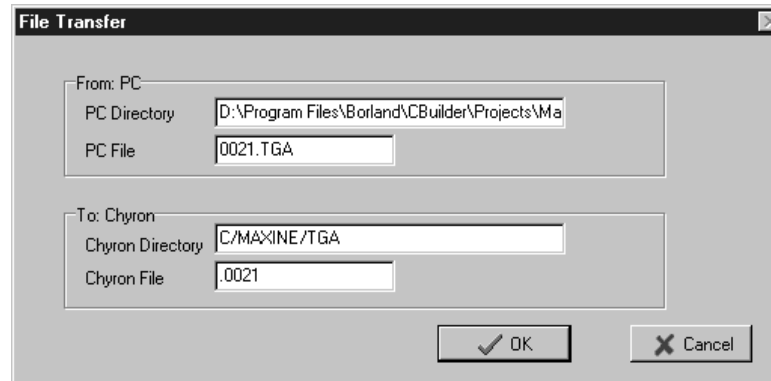 File Transfer
From: PC
PC Directory D:\Program Files\Borland\CBuilder\Projects\Ma
PC File 0021.TGA
To: Chyron
Chyron Directory C/MAXINE/TGA
Chyron File .0021
OK Cancel